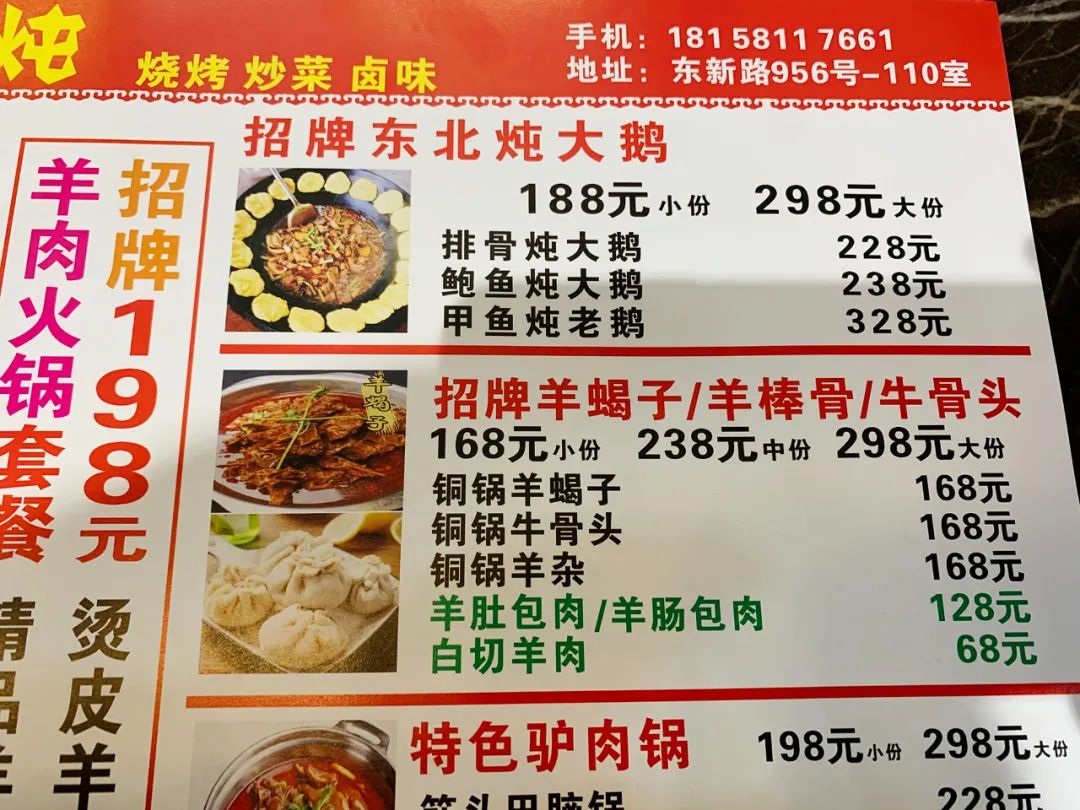 炖
烧烤 炒菜 卤味
手机：181 5811 7661
地址：东新路956号-110室
招牌198元
羊肉火锅套餐
烫皮羊
招牌东北炖大鹅
188元小份 298元大份
排骨炖大鹅 228元
鲍鱼炖大鹅 238元
甲鱼炖老鹅 328元
羊蝎子
招牌羊蝎子/羊棒骨/牛骨头
168元小份 238元中份 298元大份
铜锅羊蝎子 168元
铜锅牛骨头 168元
铜锅羊杂 168元
羊肚包肉/羊肠包肉 128元
白切羊肉 68元
特色驴肉锅 198元小份 298元大份
228元